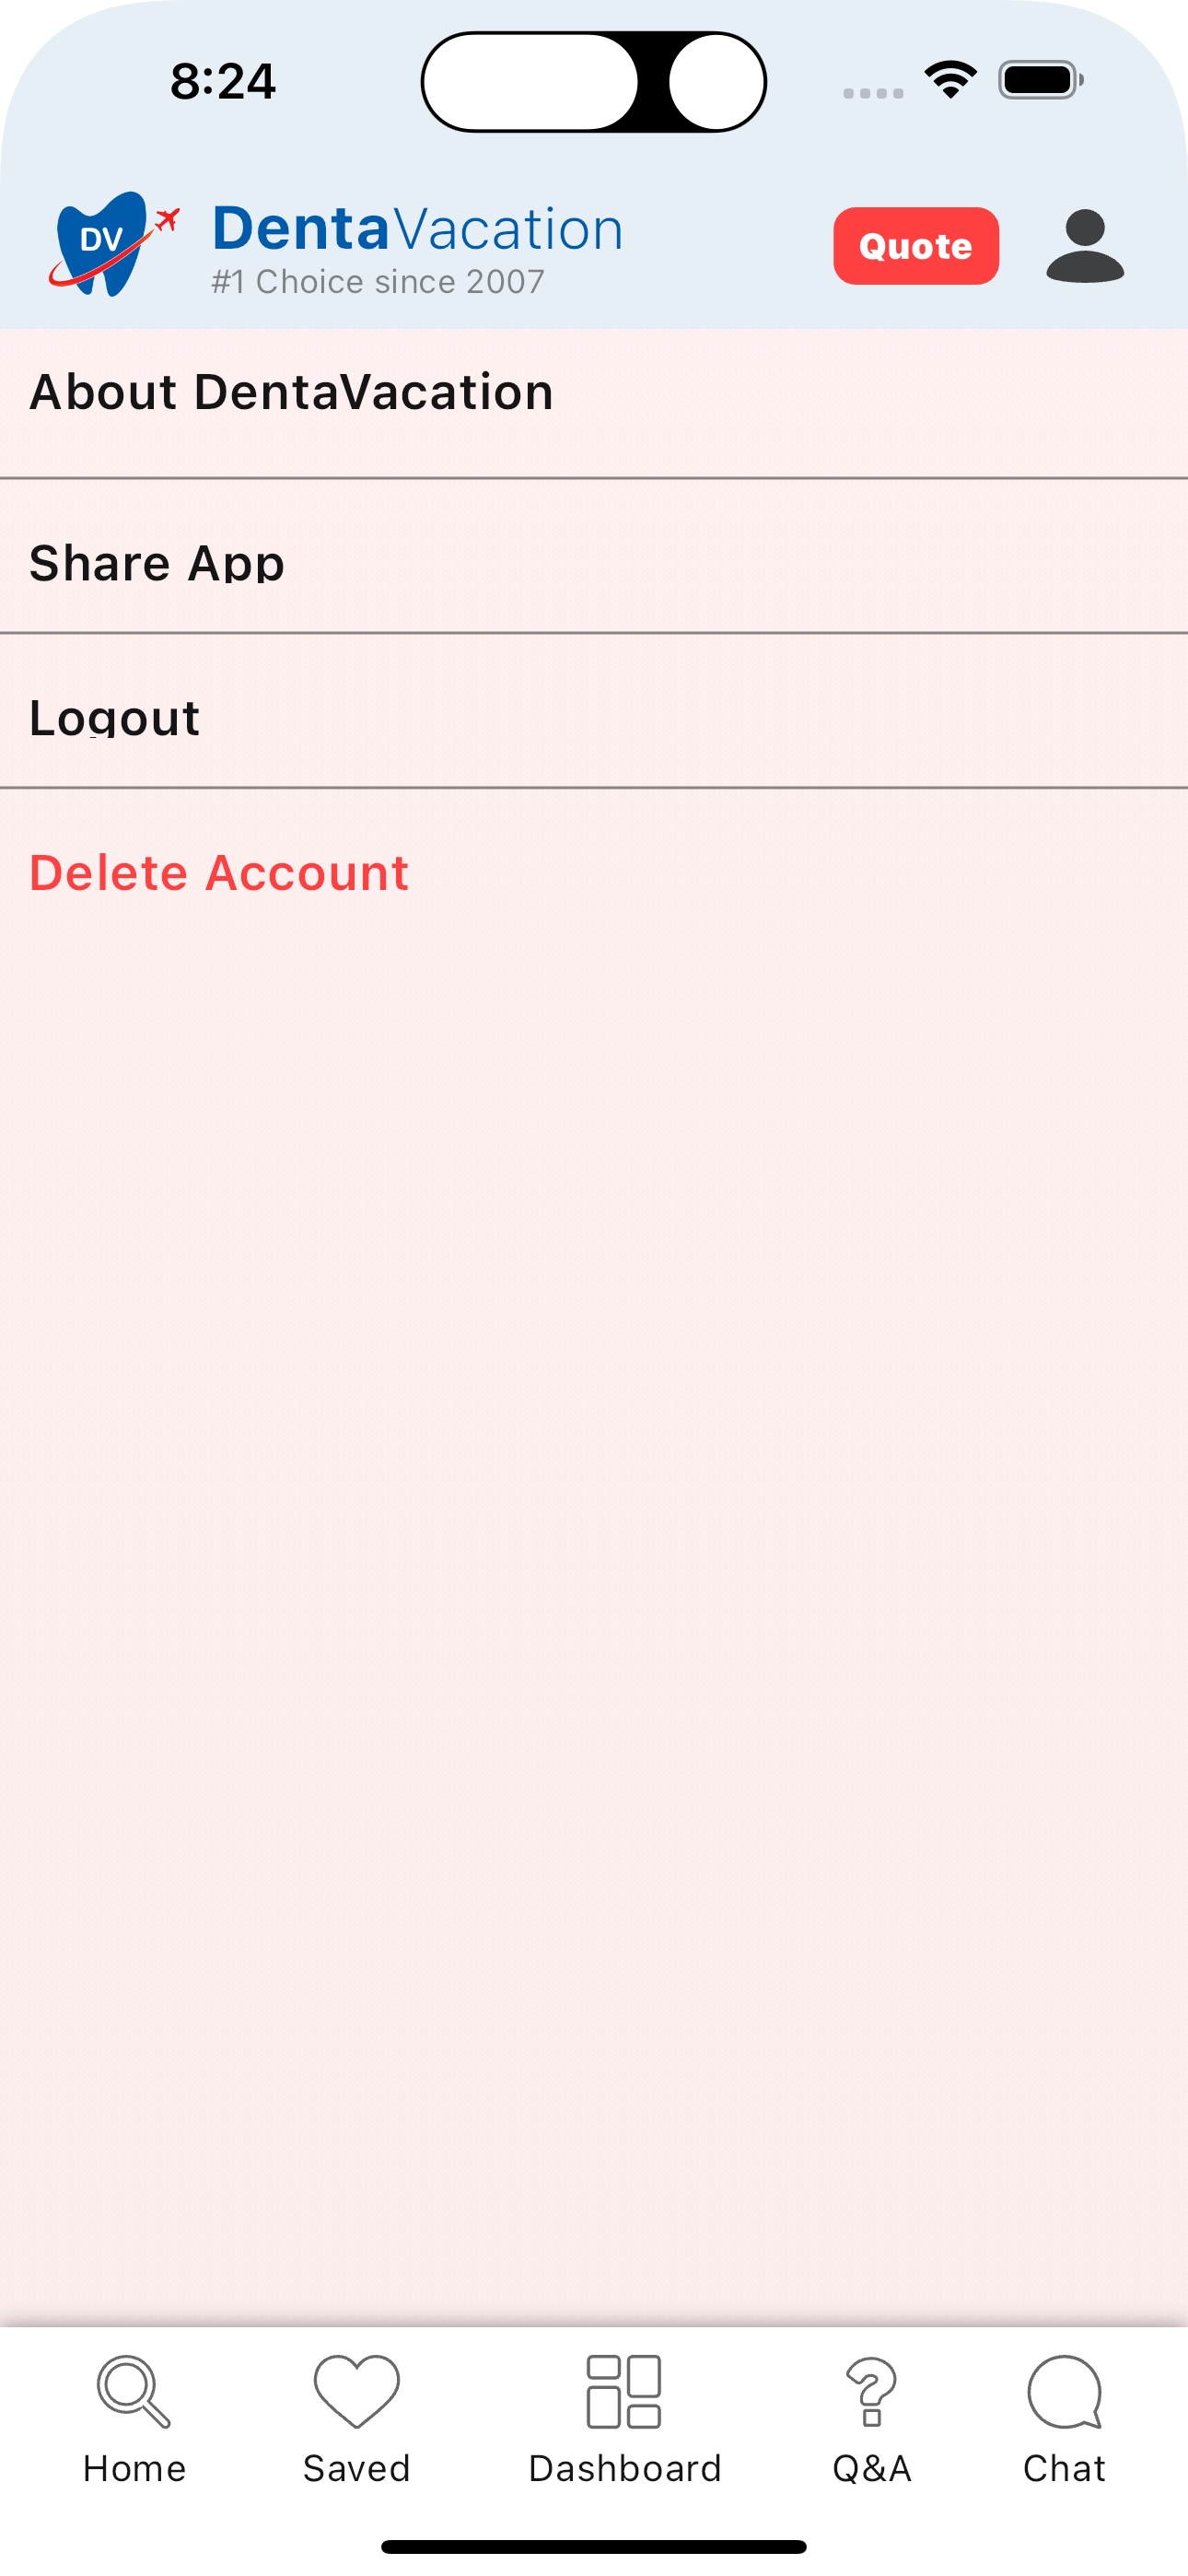 8:24
DV
DentaVacation
#1 Choice since 2007
Quote
About DentaVacation
Share App
Logout
Delete Account
Home
Saved
Dashboard
Q&A
Chat